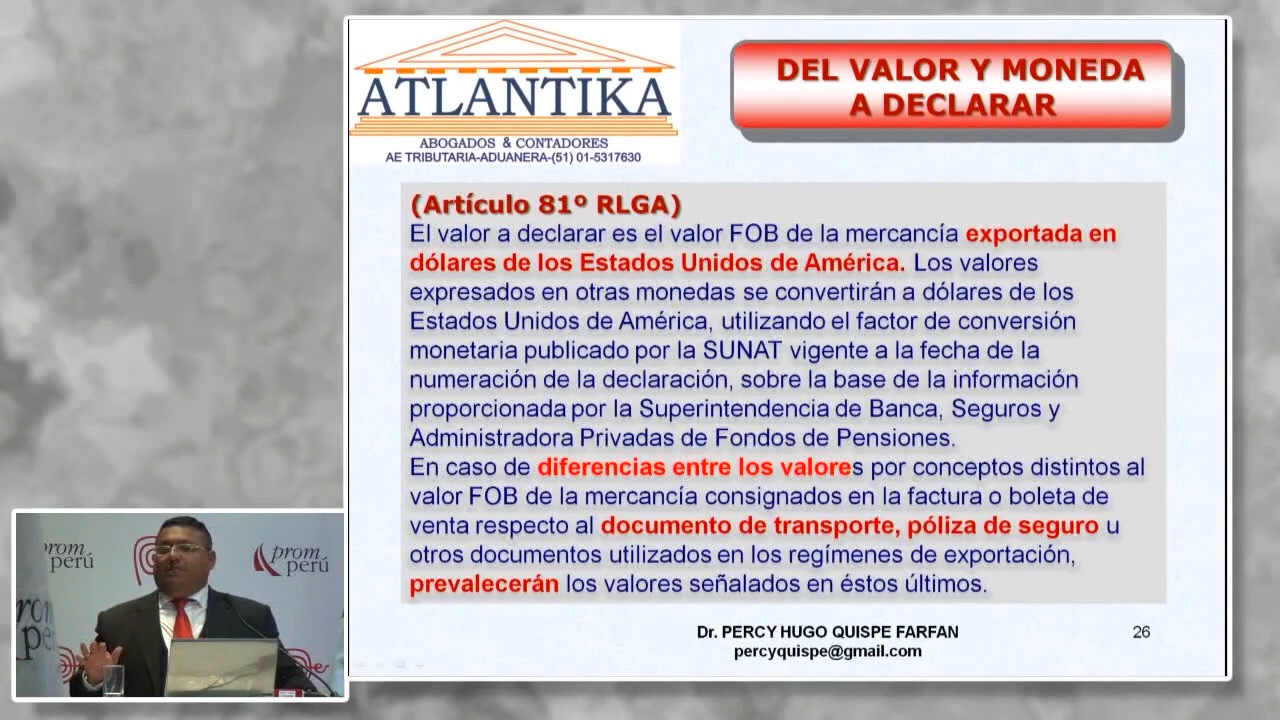 ATLANTIKA
ABOGADOS & CONTADORES
AE TRIBUTARIA-ADUANERA-(51) 01-5317630
DEL VALOR Y MONEDA
A DECLARAR
(Artículo 81º RLGA)
El valor a declarar es el valor FOB de la mercancía exportada en
dólares de los Estados Unidos de América. Los valores
expresados en otras monedas se convertirán a dólares de los
Estados Unidos de América, utilizando el factor de conversión
monetaria publicado por la SUNAT vigente a la fecha de la
numeración de la declaración, sobre la base de la información
proporcionada por la Superintendencia de Banca, Seguros y
Administradora Privadas de Fondos de Pensiones.
En caso de diferencias entre los valores por conceptos distintos al
valor FOB de la mercancía consignados en la factura o boleta de
venta respecto al documento de transporte, póliza de seguro u
otros documentos utilizados en los regímenes de exportación,
prevalecerán los valores señalados en éstos últimos.
Dr. PERCY HUGO QUISPE FARFAN
percyquispe@gmail.com
26
prom
perú
prom
perú